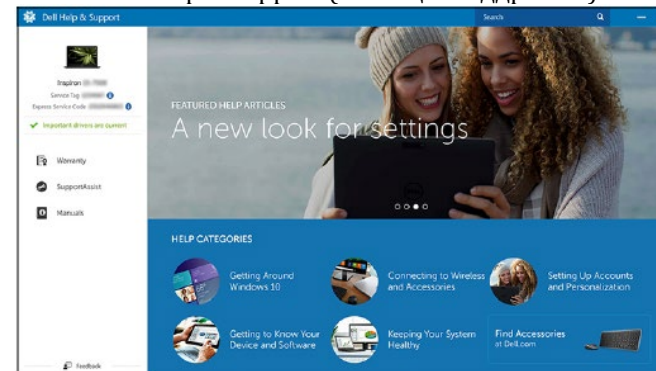 Dell Help & Support
Search
Inspiron
Service Tag
Express Service Code
Important drivers are current
Warranty
SupportAssist
Manuals
Feedback
FEATURED HELP ARTICLES
A new look for settings
HELP CATEGORIES
Getting Around
Windows 10
Connecting to Wireless
and Accessories
Setting Up Accounts
and Personalization
Getting to Know Your
Device and Software
Keeping Your System
Healthy
Find Accessories
at Dell.com